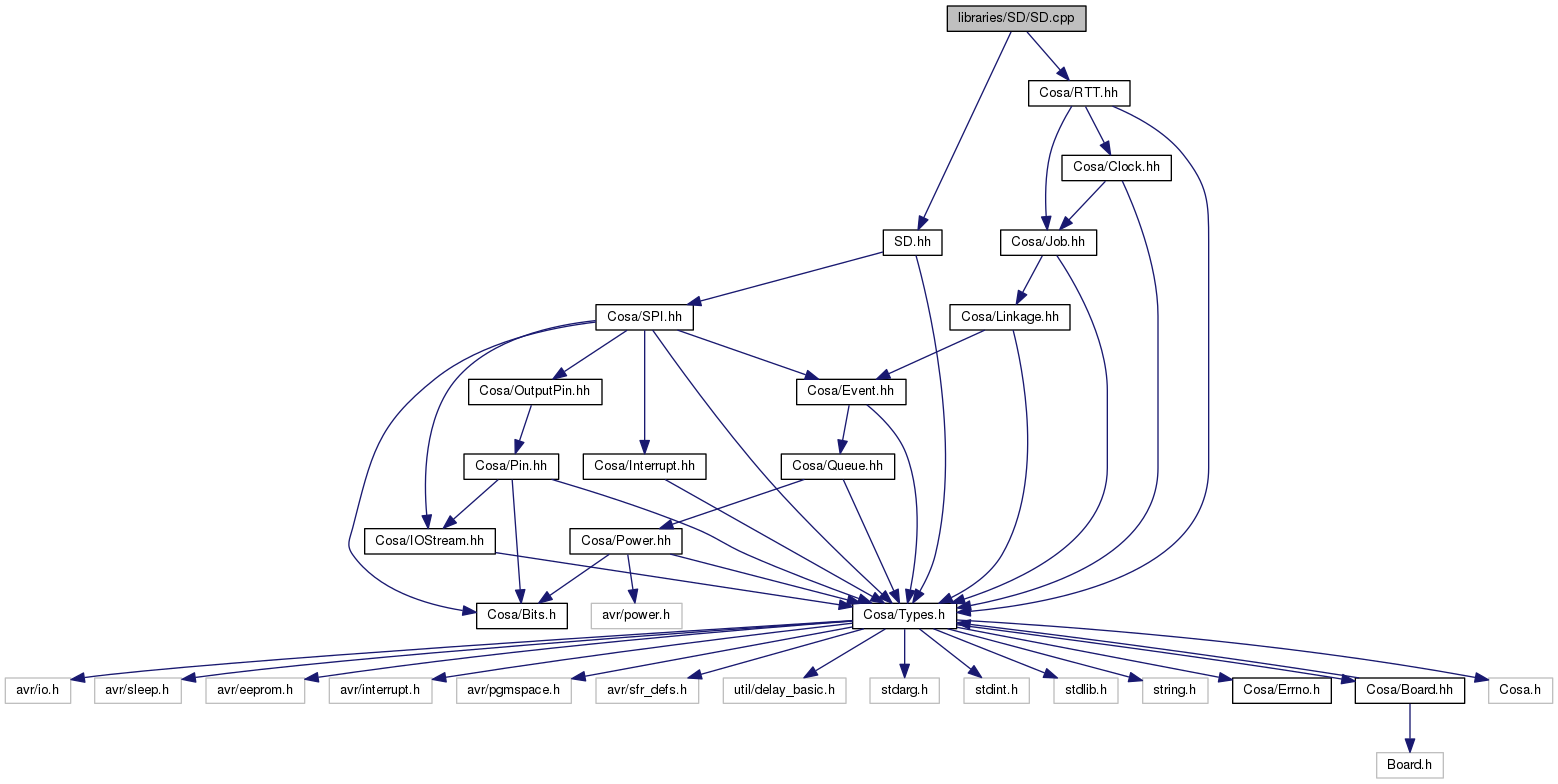 libraries/SD/SD.cpp
Cosa/RTT.hh
Cosa/Clock.hh
SD.hh
Cosa/Job.hh
Cosa/SPI.hh
Cosa/Linkage.hh
Cosa/OutputPin.hh
Cosa/Event.hh
Cosa/Pin.hh
Cosa/Interrupt.hh
Cosa/Queue.hh
Cosa/IOStream.hh
Cosa/Power.hh
Cosa/Bits.h
avr/power.h
Cosa/Types.h
avr/io.h
avr/sleep.h
avr/eeprom.h
avr/interrupt.h
avr/pgmspace.h
avr/sfr_defs.h
util/delay_basic.h
stdarg.h
stdint.h
stdlib.h
string.h
Cosa/Errno.h
Cosa/Board.hh
Cosa.h
Board.h